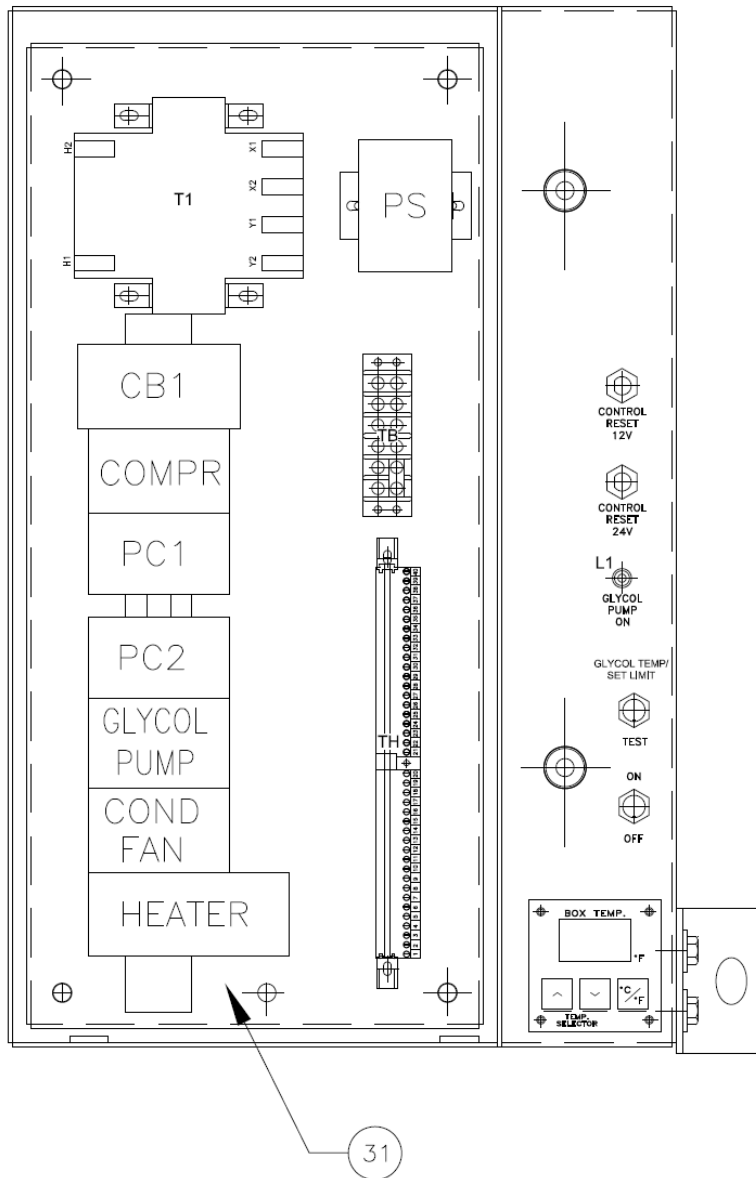 H2
X1
T1
X2
Y1
H1
Y2
PS
CB1
COMPR
PC1
PC2
GLYCOL
PUMP
COND
FAN
HEATER
TB
TH
CONTROL
RESET
12V
CONTROL
RESET
24V
L1
GLYCOL
PUMP
ON
GLYCOL TEMP/
SET LIMIT
TEST
ON
OFF
BOX TEMP.
°F
°C/°F
TEMP.
SELECTOR
31